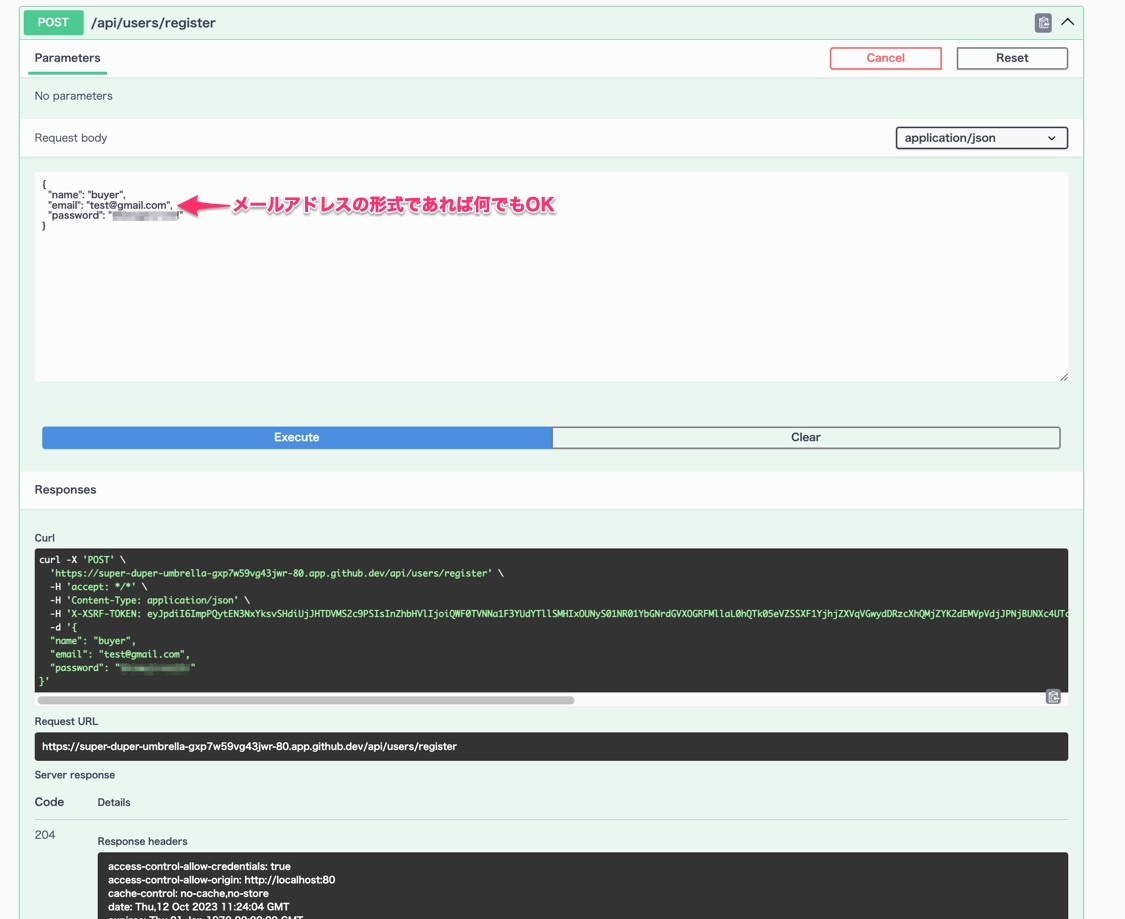 POST /api/users/register
Parameters
Cancel
Reset
No parameters
Request body
application/json
{
"name": "buyer",
"email": "test@gmail.com",
メールアドレスの形式であれば何でもOK
"password": "
}
Execute
Clear
Responses
Curl
curl -X 'POST' \
'https://super-duper-umbrella-gxp7w59vg43jwr-80.app.github.dev/api/users/register' \
-H 'accept: */*' \
-H 'Content-Type: application/json' \
-H 'X-XSRF-TOKEN:
-d '{
"name": "buyer",
"email": "test@gmail.com",
"password": " "
}'
Request URL
https://super-duper-umbrella-gxp7w59vg43jwr-80.app.github.dev/api/users/register
Server response
Code
Details
204
Response headers
access-control-allow-credentials: true
access-control-allow-origin: http://localhost:80
cache-control: no-cache,no-store
date: Thu,12 Oct 2023 11:24:04 GMT